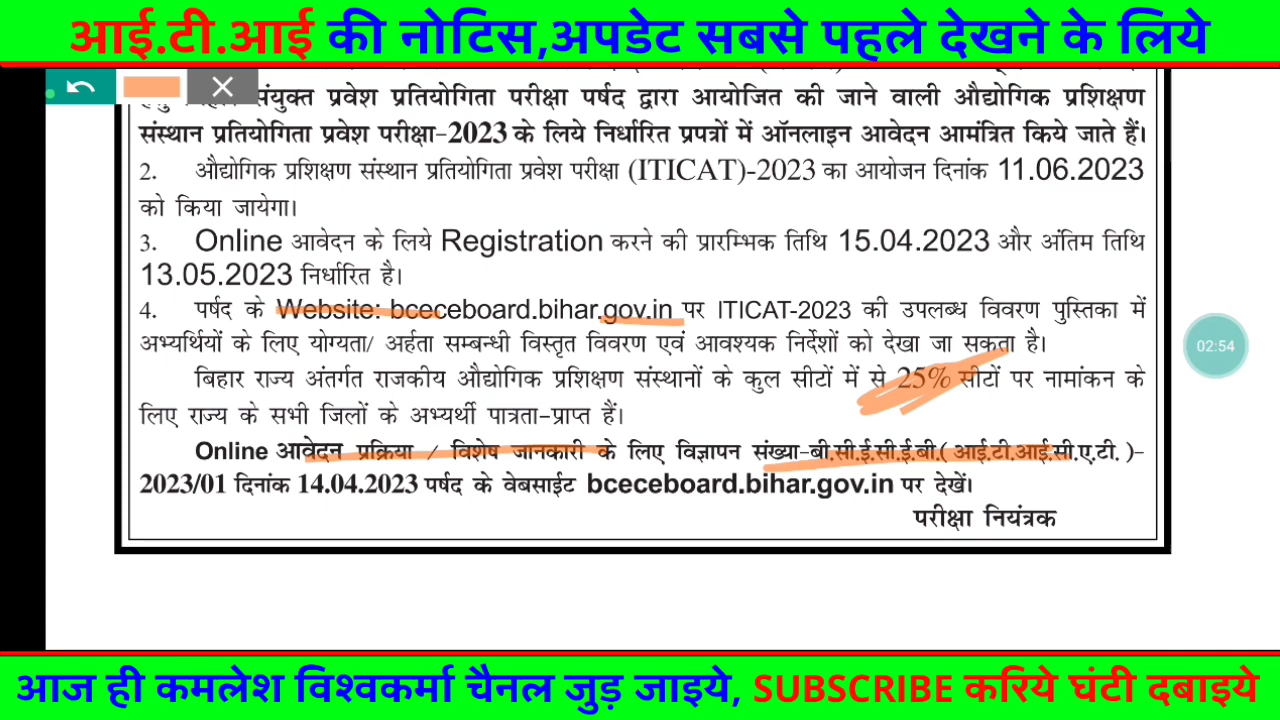 आई.टी.आई की नोटिस,अपडेट सबसे पहले देखने के लिये
संयुक्त प्रवेश प्रतियोगिता परीक्षा पर्षद द्वारा आयोजित की जाने वाली औद्योगिक प्रशिक्षण
संस्थान प्रतियोगिता प्रवेश परीक्षा-2023 के लिये निर्धारित प्रपत्रों में ऑनलाइन आवेदन आमंत्रित किये जाते हैं।
2. औद्योगिक प्रशिक्षण संस्थान प्रतियोगिता प्रवेश परीक्षा (ITICAT)-2023 का आयोजन दिनांक 11.06.2023
को किया जायेगा।
3. Online आवेदन के लिये Registration करने की प्रारम्भिक तिथि 15.04.2023 और अंतिम तिथि
13.05.2023 निर्धारित है।
4. पर्षद के Website: bceceboard.bihar.gov.in पर ITICAT-2023 की उपलब्ध विवरण पुस्तिका में
अभ्यर्थियों के लिए योग्यता/ अर्हता सम्बन्धी विस्तृत विवरण एवं आवश्यक निर्देशों को देखा जा सकता है।
बिहार राज्य अंतर्गत राजकीय औद्योगिक प्रशिक्षण संस्थानों के कुल सीटों में से 25% सीटों पर नामांकन के
लिए राज्य के सभी जिलों के अभ्यर्थी पात्रता-प्राप्त हैं।
Online आवेदन प्रक्रिया / विशेष जानकारी के लिए विज्ञापन संख्या-बी.सी.ई.सी.ई.बी.( आई.टी.आई.सी.ए.टी. )-
2023/01 दिनांक 14.04.2023 पर्षद के वेबसाईट bceceboard.bihar.gov.in पर देखें।
परीक्षा नियंत्रक
02:54
आज ही कमलेश विश्वकर्मा चैनल जुड़ जाइये, SUBSCRIBE करिये घंटी दबाइये